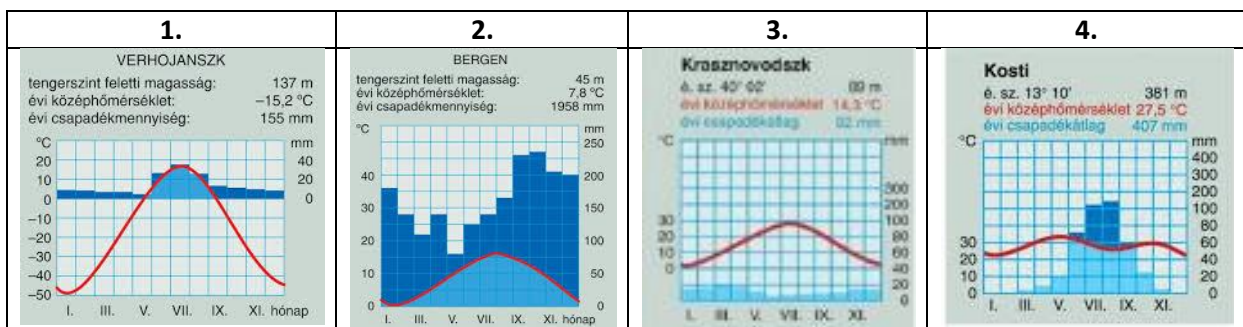 1.
2.
3.
4.
VERHOJANSZK
tengerszint feletti magasság: 137 m
évi középhőmérséklet: –15,2 °C
évi csapadékmennyiség: 155 mm
°C mm
20 40
10 20
0 0
–10
–20
–30
–40
–50
I. III. V. VII. IX. XI. hónap
BERGEN
tengerszint feletti magasság: 45 m
évi középhőmérséklet: 7,8 °C
évi csapadékmennyiség: 1958 mm
°C mm
250
40 200
30 150
20 100
10 50
0 0
I. III. V. VII. IX. XI. hónap
Krasznovodszk
é. sz. 40° 02' 89 m
évi középhőmérséklet 14,3 °C
évi csapadékátlag 92 mm
°C mm
300
200
30 100
20 80
10 60
0 40
20
0
I. III. V. VII. IX. XI.
Kosti
é. sz. 13° 10' 381 m
évi középhőmérséklet 27,5 °C
évi csapadékátlag 407 mm
°C mm
400
300
200
100
30 80
20 60
10 40
0 20
0
I. III. V. VII. IX. XI.